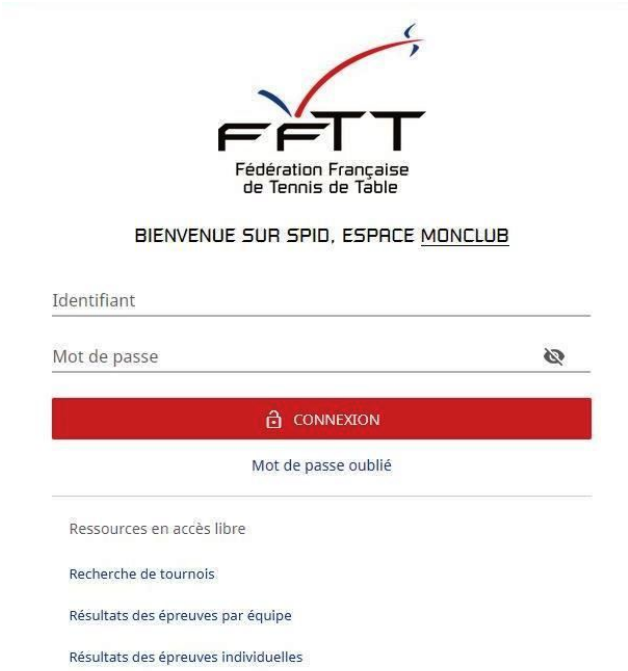 FFTT
Fédération Française
de Tennis de Table
BIENVENUE SUR SPID, ESPACE MONCLUB
Identifiant
Mot de passe
CONNEXION
Mot de passe oublié
Ressources en accès libre
Recherche de tournois
Résultats des épreuves par équipe
Résultats des épreuves individuelles